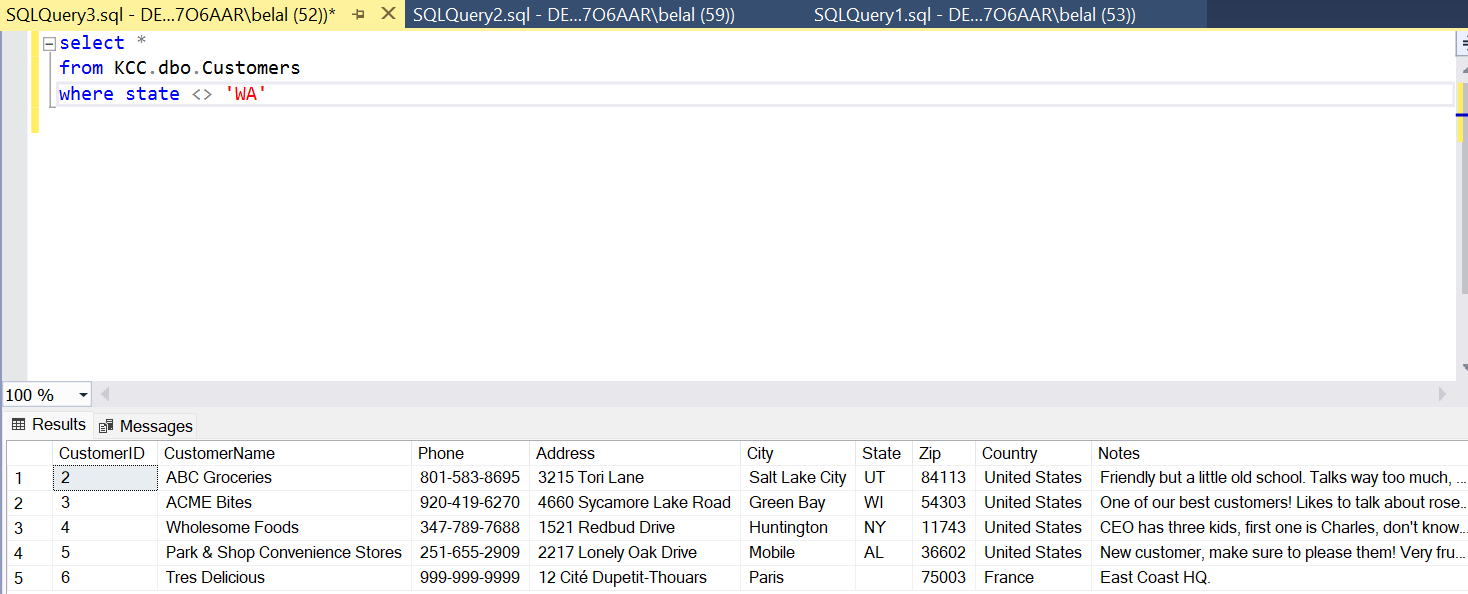 SQLQuery3.sql - DE...7O6AAR\belal (52))* SQLQuery2.sql - DE...7O6AAR\belal (59)) SQLQuery1.sql - DE...7O6AAR\belal (53))
select *
from KCC.dbo.Customers
where state <> 'WA'
100 %
Results Messages
CustomerID CustomerName Phone Address City State Zip Country Notes
1 2 ABC Groceries 801-583-8695 3215 Tori Lane Salt Lake City UT 84113 United States Friendly but a little old school. Talks way too much, ...
2 3 ACME Bites 920-419-6270 4660 Sycamore Lake Road Green Bay WI 54303 United States One of our best customers! Likes to talk about rose...
3 4 Wholesome Foods 347-789-7688 1521 Redbud Drive Huntington NY 11743 United States CEO has three kids, first one is Charles, don't know...
4 5 Park & Shop Convenience Stores 251-655-2909 2217 Lonely Oak Drive Mobile AL 36602 United States New customer, make sure to please them! Very fru...
5 6 Tres Delicious 999-999-9999 12 Cité Dupetit-Thouars Paris 75003 France East Coast HQ.